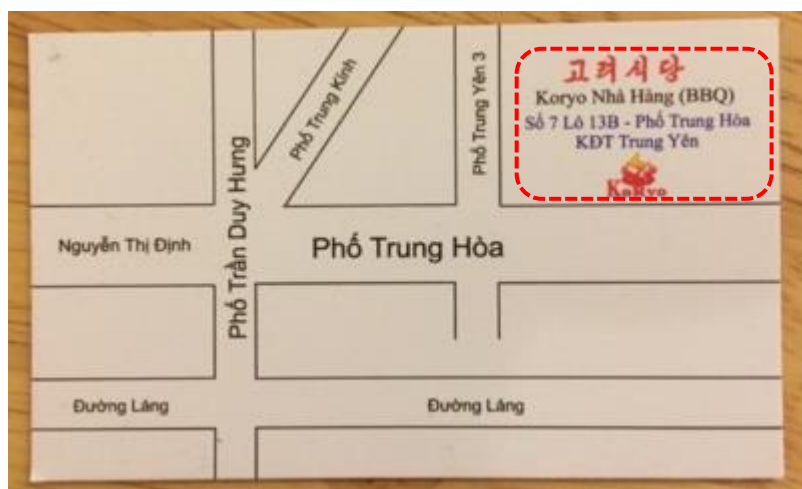 고려식당
Koryo Nhà Hàng (BBQ)
Số 7 Lô 13B - Phố Trung Hòa
KĐT Trung Yên
KoRyo
Phố Trung Kính
Phố Trung Yên 3
Phố Trần Duy Hưng
Nguyễn Thị Định
Phố Trung Hòa
Đường Láng
Đường Láng